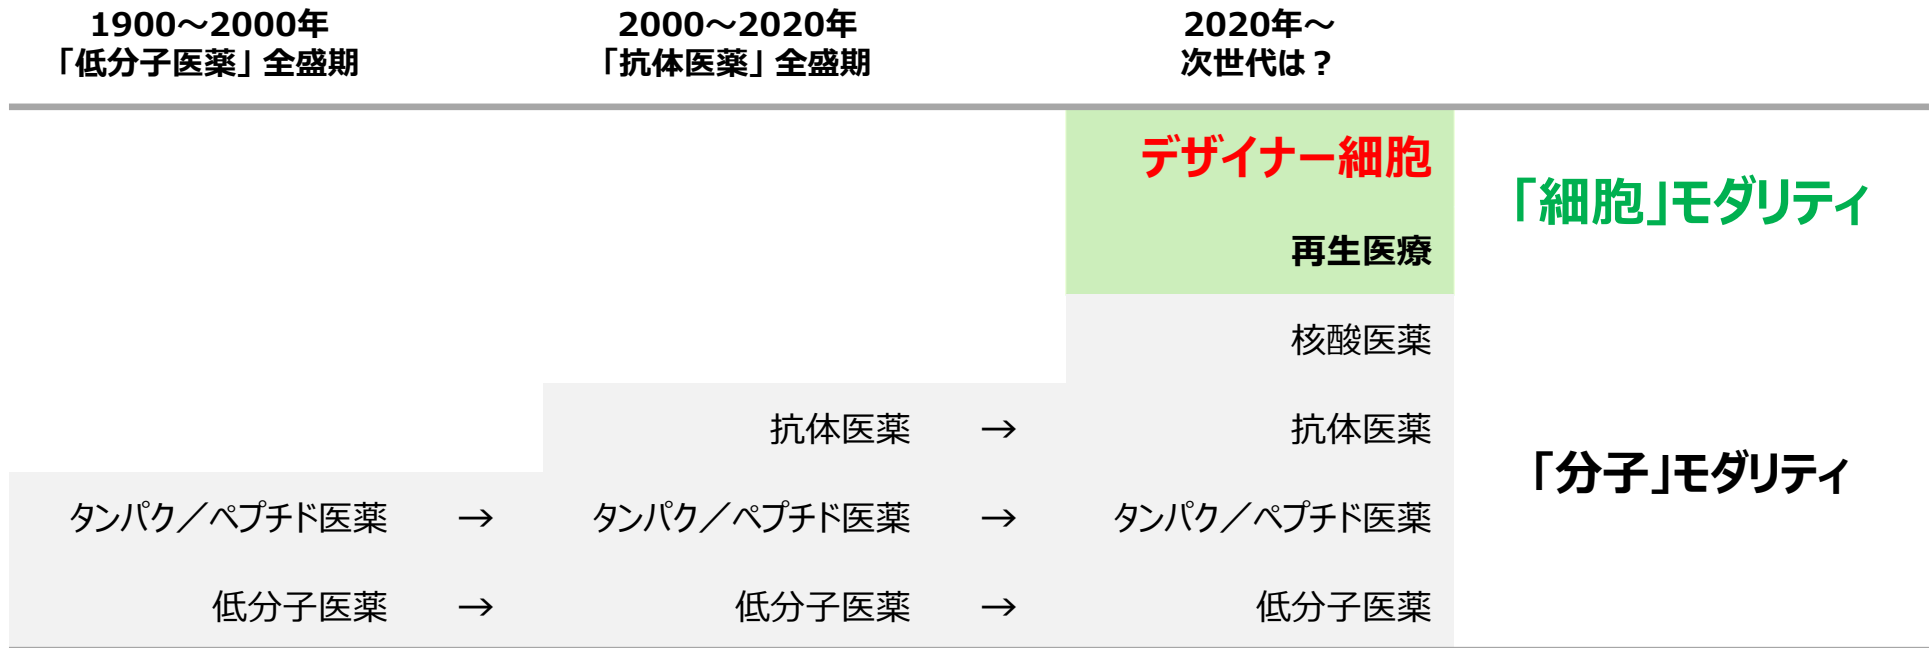 1900～2000年
「低分子医薬」全盛期
2000～2020年
「抗体医薬」全盛期
2020年～
次世代は？
デザイナー細胞
「細胞」モダリティ
再生医療
核酸医薬
抗体医薬 → 抗体医薬
「分子」モダリティ
タンパク／ペプチド医薬 → タンパク／ペプチド医薬 → タンパク／ペプチド医薬
低分子医薬 → 低分子医薬 → 低分子医薬